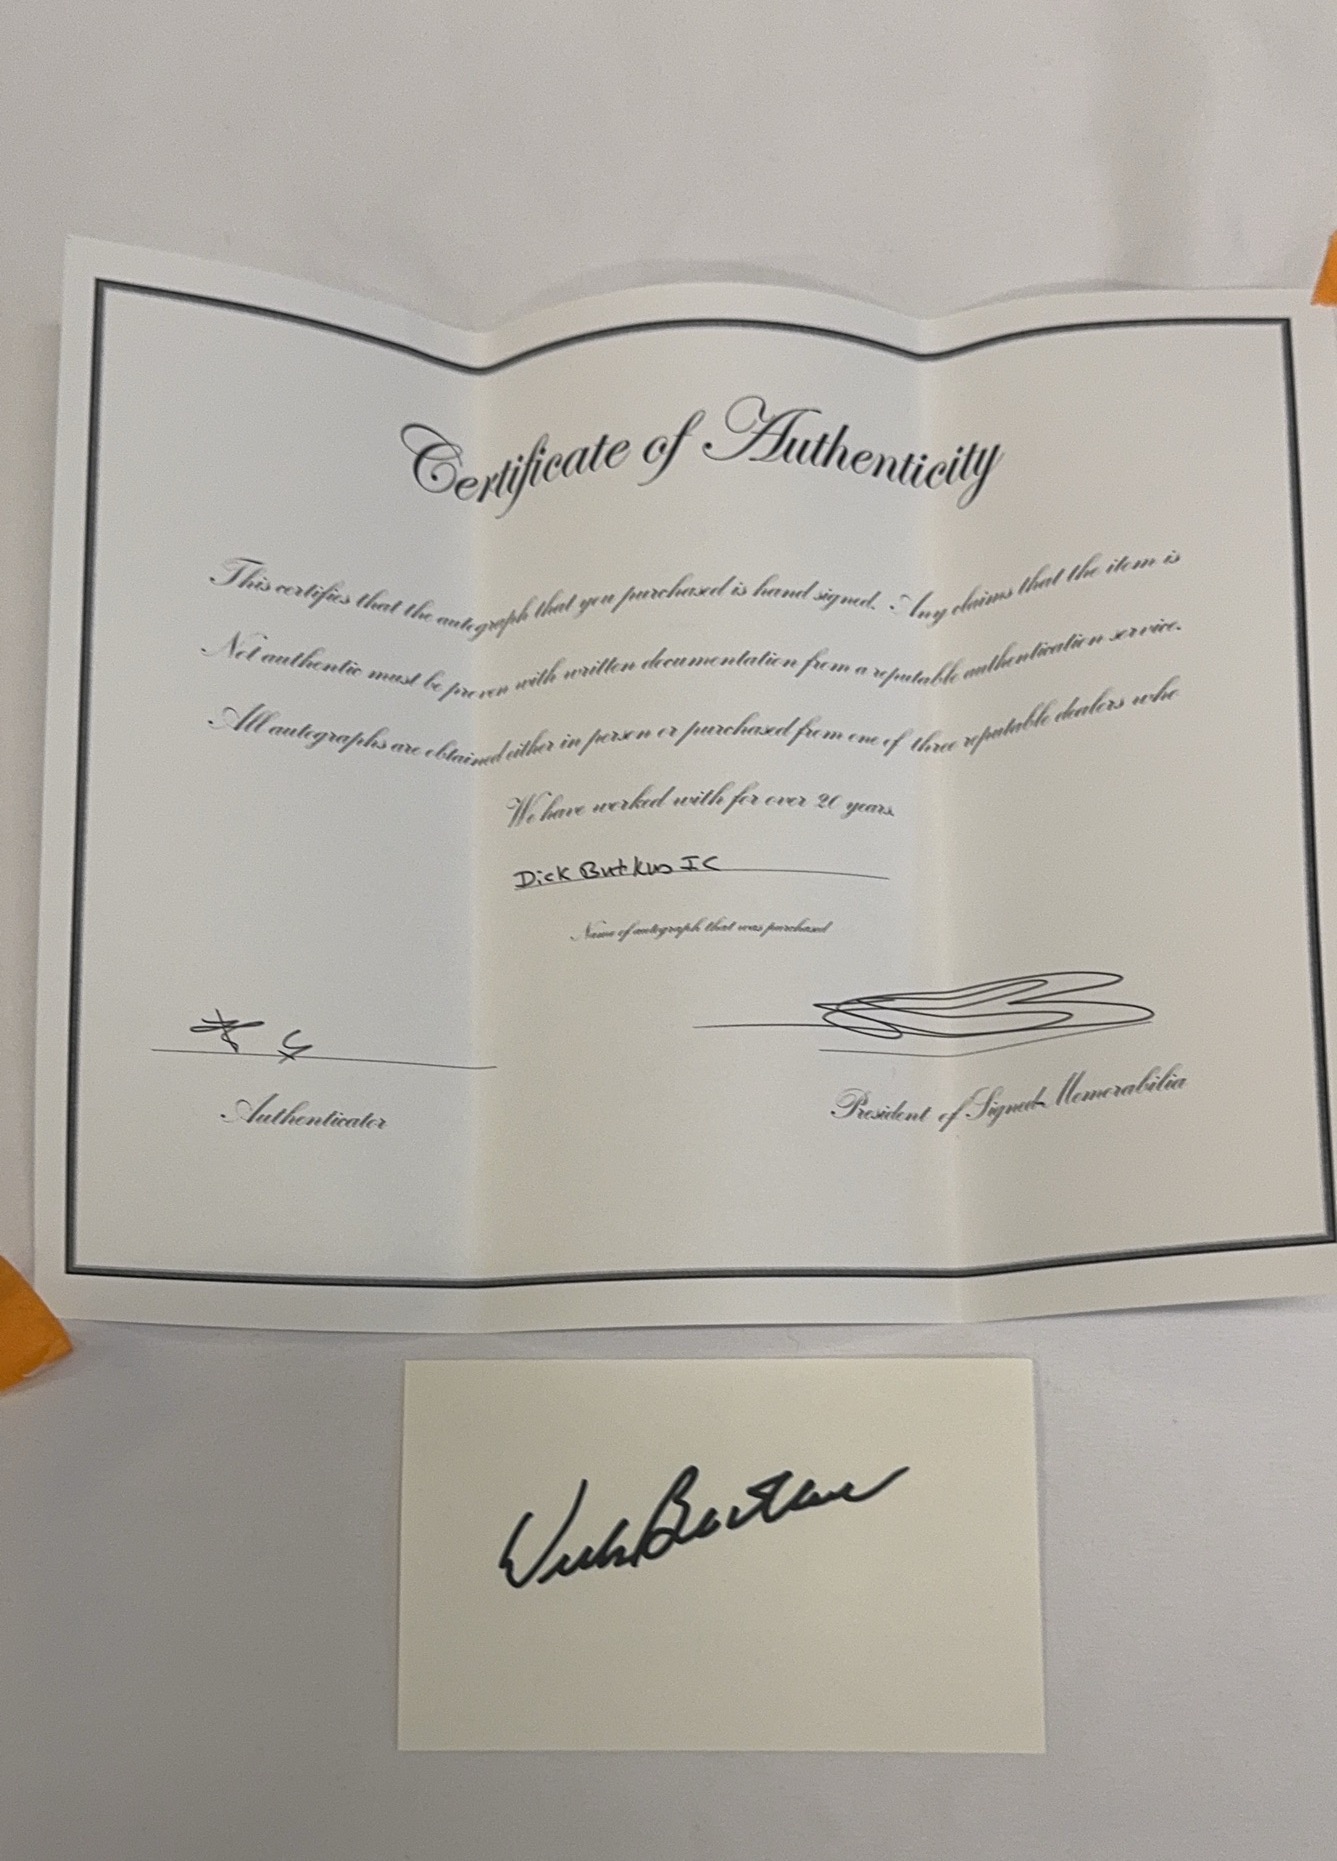 Certificate of Authenticity
This certifies that the autograph that you purchased is hand signed. Any claims that the item is
Not authentic must be proven with written documentation from a reputable authentication service.
All autographs are obtained either in person or purchased from one of three reputable dealers who
We have worked with for over 20 years.
Dick Butkus IC
Name of autograph that was purchased
Authenticator
President of Signed Memorabilia
Dick Butkus